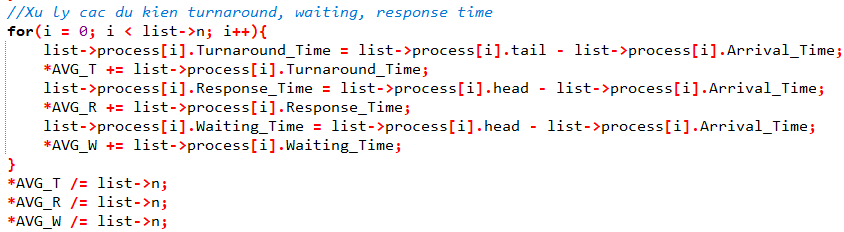 //Xu ly cac du kien turnaround, waiting, response time
for(i = 0; i < list->n; i++){
    list->process[i].Turnaround_Time = list->process[i].tail - list->process[i].Arrival_Time;
    *AVG_T += list->process[i].Turnaround_Time;
    list->process[i].Response_Time = list->process[i].head - list->process[i].Arrival_Time;
    *AVG_R += list->process[i].Response_Time;
    list->process[i].Waiting_Time = list->process[i].head - list->process[i].Arrival_Time;
    *AVG_W += list->process[i].Waiting_Time;
}
*AVG_T /= list->n;
*AVG_R /= list->n;
*AVG_W /= list->n;